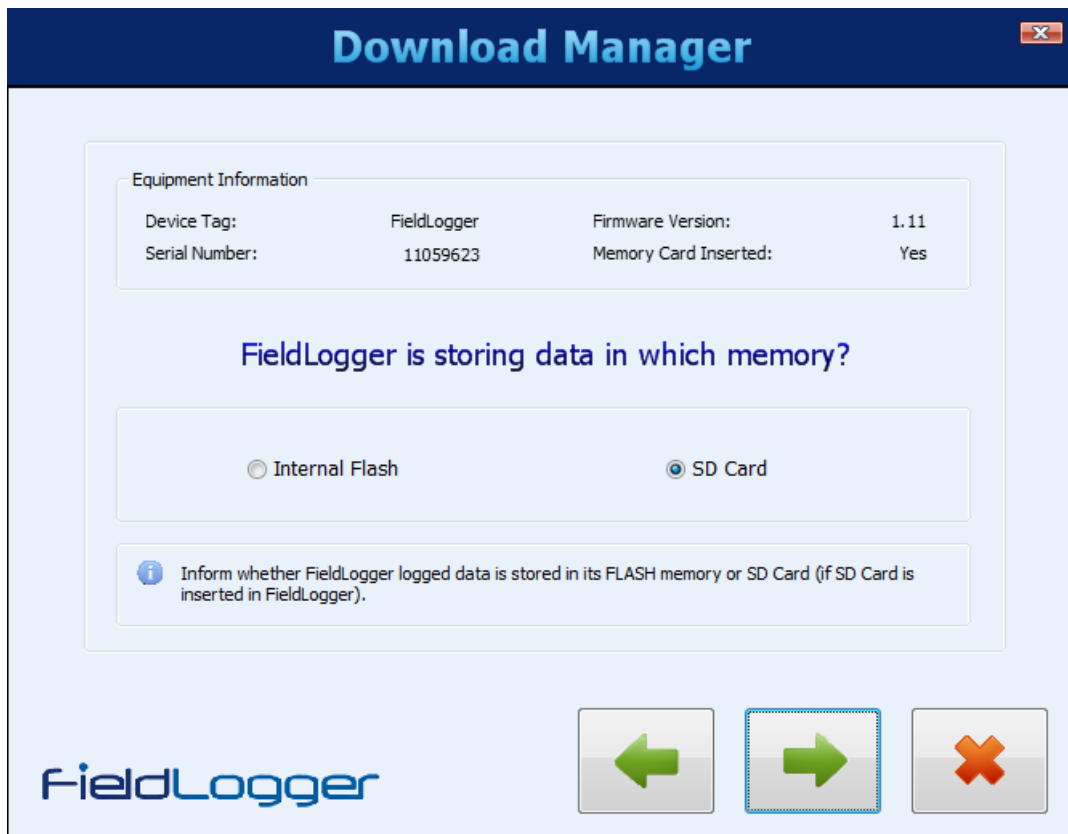 Download Manager
Equipment Information
Device Tag: FieldLogger Firmware Version: 1.11
Serial Number: 11059623 Memory Card Inserted: Yes
FieldLogger is storing data in which memory?
Internal Flash SD Card
Inform whether FieldLogger logged data is stored in its FLASH memory or SD Card (if SD Card is
inserted in FieldLogger).
FieldLogger